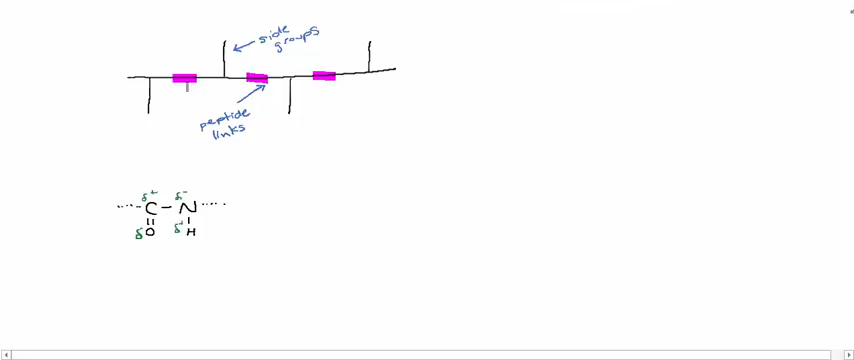 side
groups
peptide
links
δ+ δ-
.... C - N ....
δ- O δ+ H